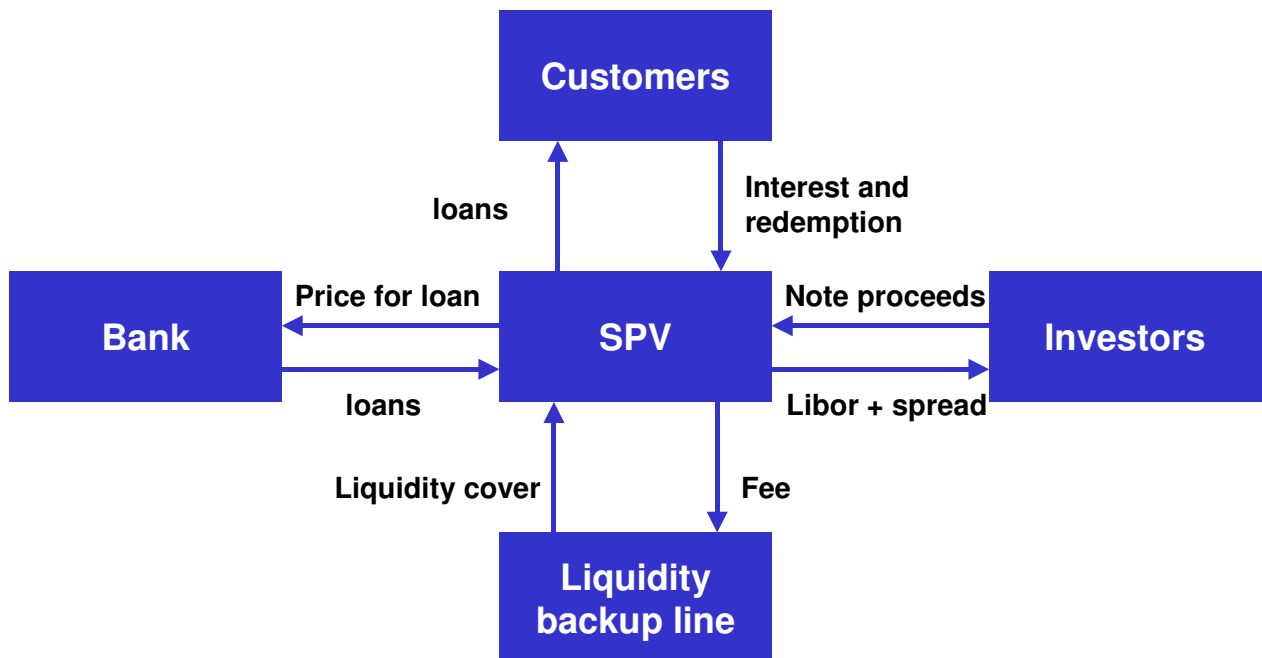 Customers
loans
Interest and
redemption
Bank
Price for loan
loans
SPV
Note proceeds
Libor + spread
Investors
Liquidity cover
Fee
Liquidity
backup line